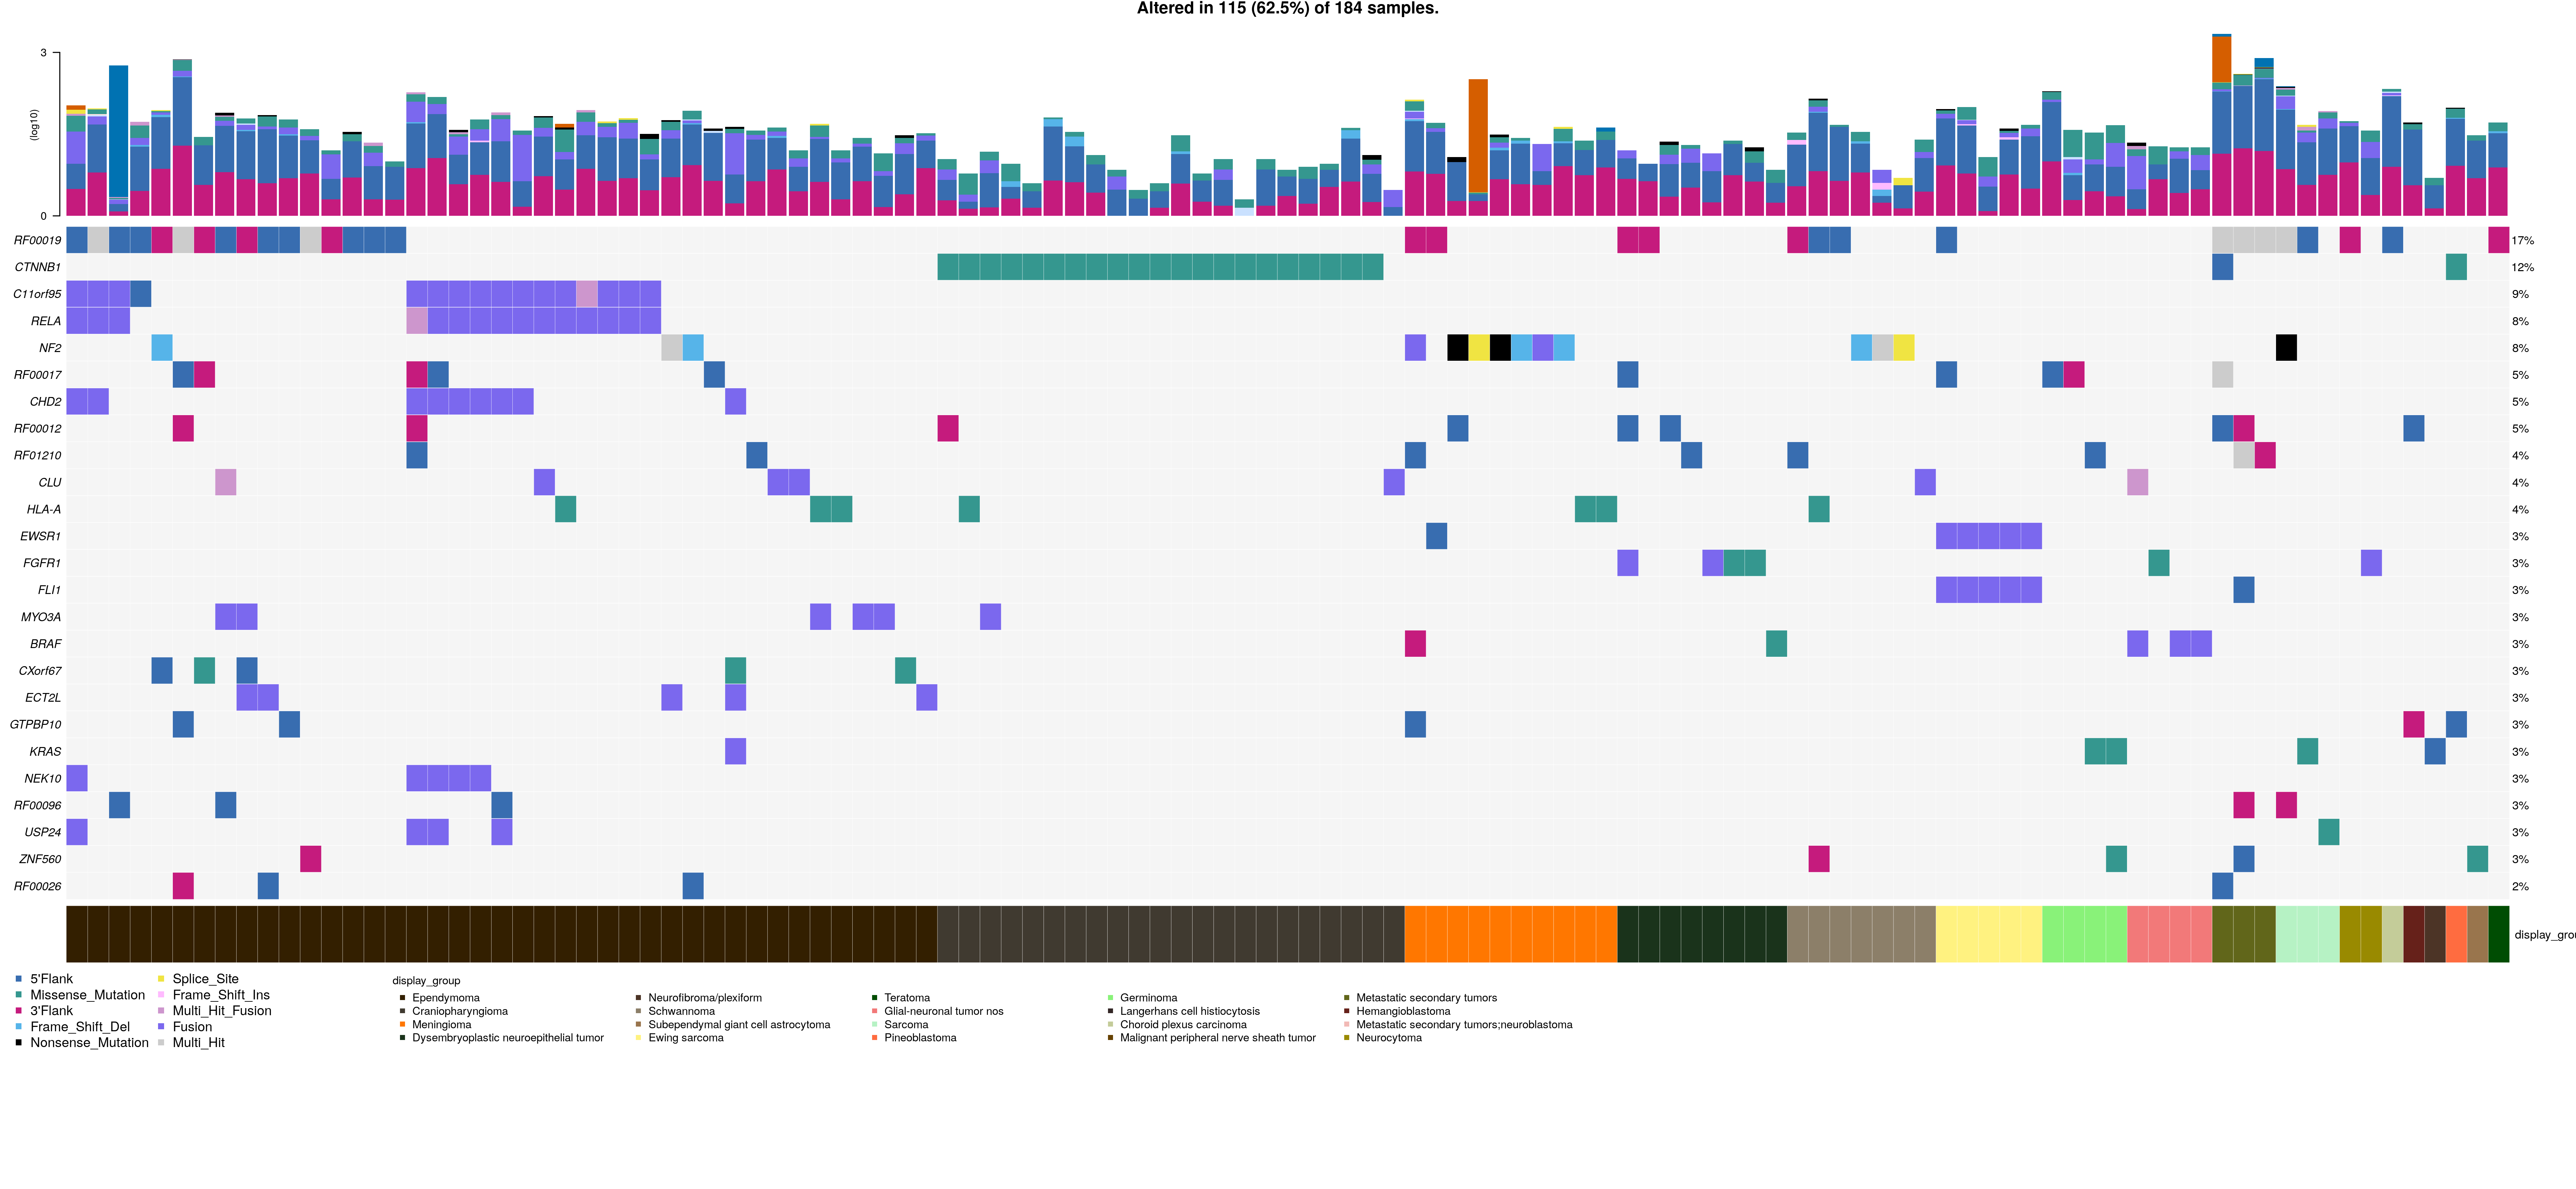 Altered in 115 (62.5%) of 184 samples.
3
(log10)
0
RF00019 17%
CTNNB1 12%
C11orf95 9%
RELA 8%
NF2 8%
RF00017 5%
CHD2 5%
RF00012 5%
RF01210 4%
CLU 4%
HLA-A 4%
EWSR1 3%
FGFR1 3%
FLI1 3%
MYO3A 3%
BRAF 3%
CXorf67 3%
ECT2L 3%
GTPBP10 3%
KRAS 3%
NEK10 3%
RF00096 3%
USP24 3%
ZNF560 3%
RF00026 2%
display_grou
5'Flank
Missense_Mutation
3'Flank
Frame_Shift_Del
Nonsense_Mutation
Splice_Site
Frame_Shift_Ins
Multi_Hit_Fusion
Fusion
Multi_Hit
display_group
Ependymoma
Craniopharyngioma
Meningioma
Dysembryoplastic neuroepithelial tumor
Neurofibroma/plexiform
Schwannoma
Subependymal giant cell astrocytoma
Ewing sarcoma
Teratoma
Glial-neuronal tumor nos
Sarcoma
Pineoblastoma
Germinoma
Langerhans cell histiocytosis
Choroid plexus carcinoma
Malignant peripheral nerve sheath tumor
Metastatic secondary tumors
Hemangioblastoma
Metastatic secondary tumors;neuroblastoma
Neurocytoma